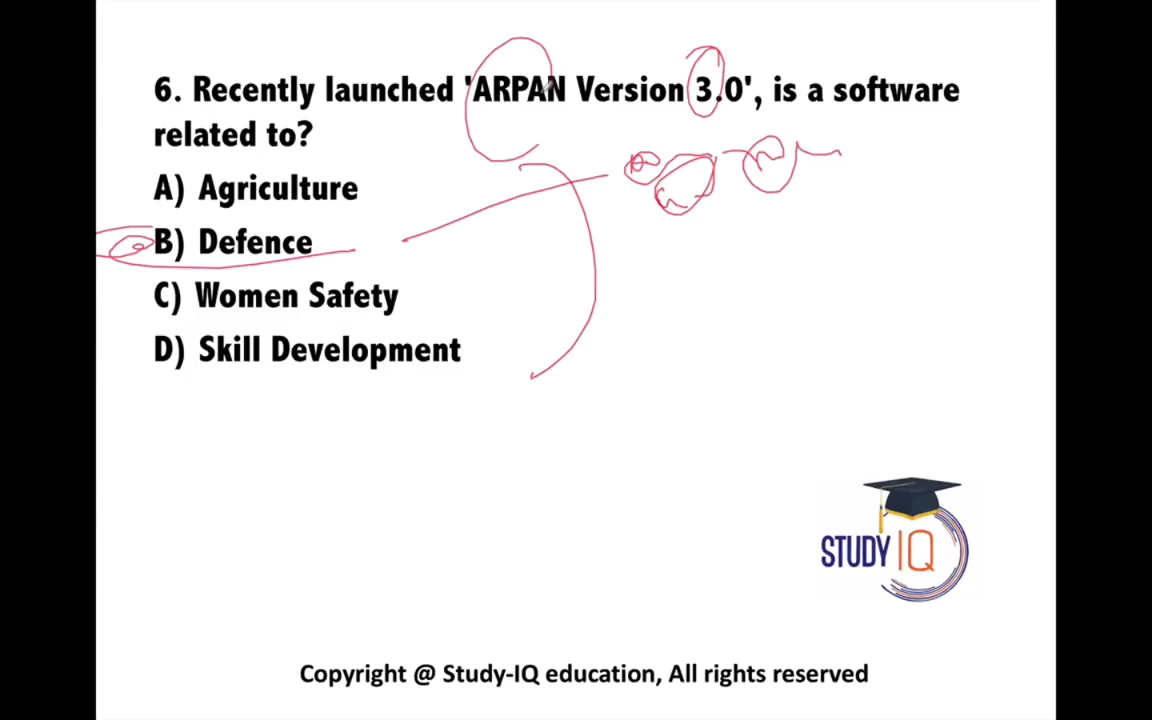 6. Recently launched 'ARPAN Version 3.0', is a software
related to?
A) Agriculture
B) Defence
C) Women Safety
D) Skill Development
STUDY IQ
Copyright @ Study-IQ education, All rights reserved